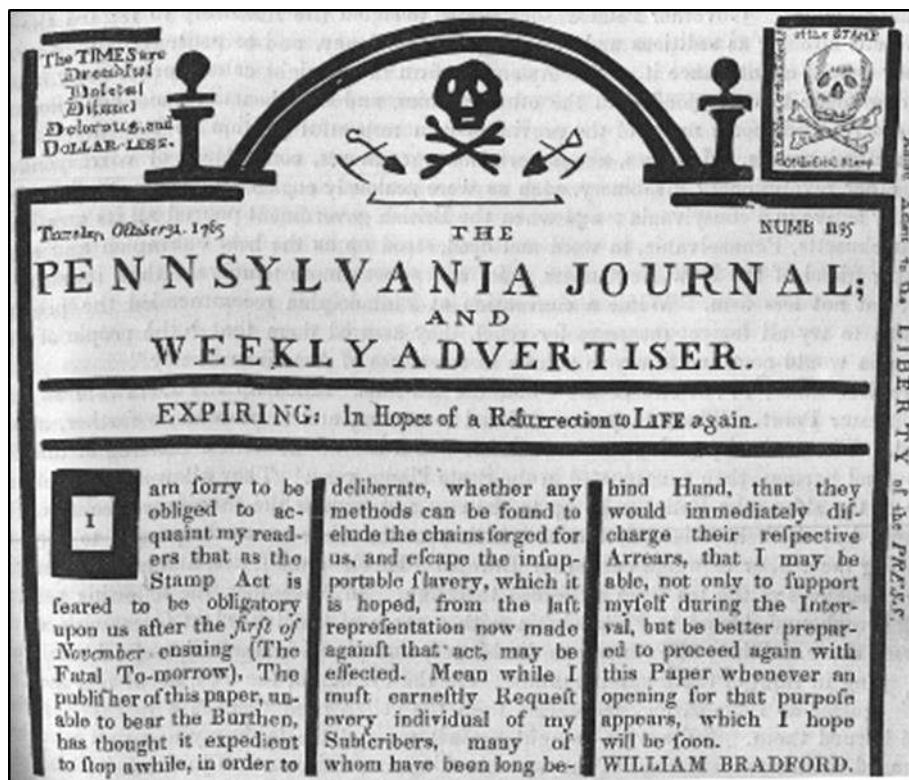 The TIMES are
Dreadful
Diſmal
Dolorous, and
DOLLAR-LESS.
of the STAMP
Thurſday, October 31. 1765
NUMB 1195
THE
PENNSYLVANIA JOURNAL;
AND
WEEKLY ADVERTISER.
EXPIRING: In Hopes of a Reſurrection to LIFE again.
I am ſorry to be
obliged to ac-
quaint my read-
ers that as the
Stamp Act is
feared to be obligatory
upon us after the firſt of
November enſuing (The
Fatal To-morrow). The
publiſher of this paper, un-
able to bear the Burthen,
has thought it expedient
to ſtop awhile, in order to
deliberate, whether any
methods can be found to
elude the chains forged for
us, and eſcape the inſup-
portable ſlavery, which it
is hoped, from the laſt
repreſentation now made
againſt that act, may be
effected. Mean while I
muſt earneſtly Requeſt
every individual of my
Subſcribers, many of
whom have been long be-
hind Hand, that they
would immediately diſ-
charge their reſpective
Arrears, that I may be
able, not only to ſupport
myſelf during the Inter-
val, but be better prepar-
ed to proceed again with
this Paper whenever an
opening for that purpoſe
appears, which I hope
will be ſoon.
WILLIAM BRADFORD.
Adieu to the LIBERTY of the PRESS.